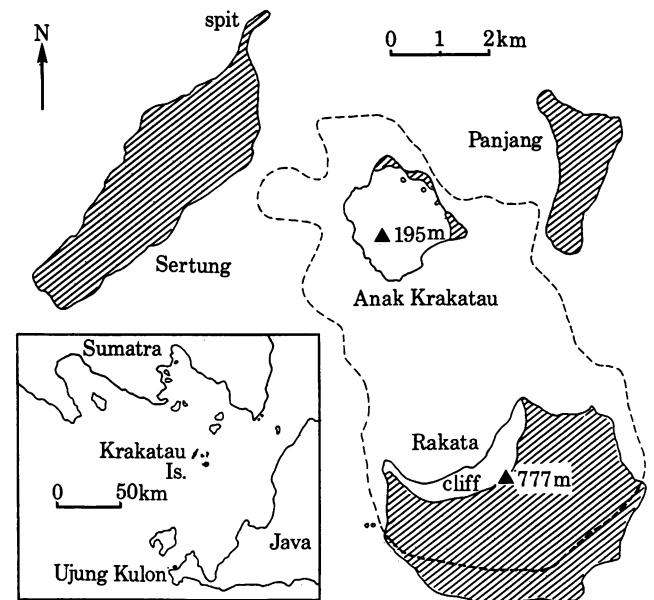 spit
N
0 1 2km
Panjang
195m
Sertung
Anak Krakatau
Sumatra
Krakatau
Is.
0 50km
Java
Ujung Kulon
Rakata
cliff
777m